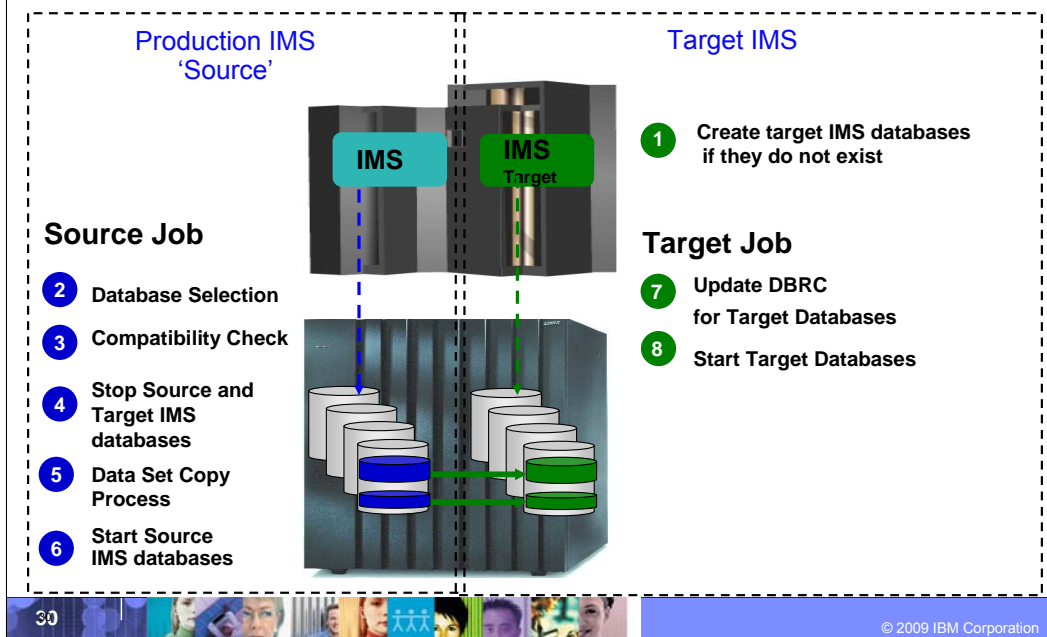 Production IMS
‘Source’
Target IMS
IMS
IMS
Target
1
Create target IMS databases
if they do not exist
Source Job
2
Database Selection
3
Compatibility Check
4
Stop Source and
Target IMS
databases
5
Data Set Copy
Process
6
Start Source
IMS databases
Target Job
7
Update DBRC
for Target Databases
8
Start Target Databases
30
© 2009 IBM Corporation